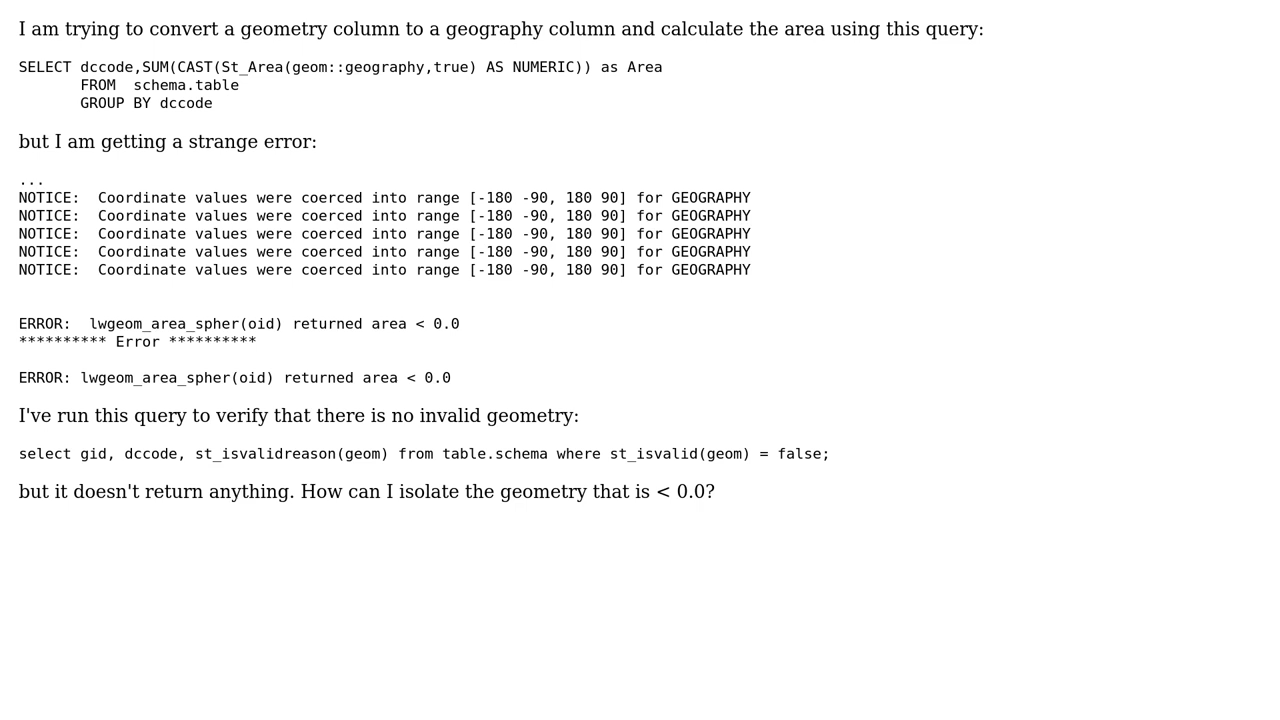 I am trying to convert a geometry column to a geography column and calculate the area using this query:
SELECT dccode,SUM(CAST(St_Area(geom::geography,true) AS NUMERIC)) as Area
FROM  schema.table
GROUP BY dccode
but I am getting a strange error:
...
NOTICE:  Coordinate values were coerced into range [-180 -90, 180 90] for GEOGRAPHY
NOTICE:  Coordinate values were coerced into range [-180 -90, 180 90] for GEOGRAPHY
NOTICE:  Coordinate values were coerced into range [-180 -90, 180 90] for GEOGRAPHY
NOTICE:  Coordinate values were coerced into range [-180 -90, 180 90] for GEOGRAPHY
NOTICE:  Coordinate values were coerced into range [-180 -90, 180 90] for GEOGRAPHY
ERROR:  lwgeom_area_spher(oid) returned area < 0.0
********** Error **********
ERROR: lwgeom_area_spher(oid) returned area < 0.0
I've run this query to verify that there is no invalid geometry:
select gid, dccode, st_isvalidreason(geom) from table.schema where st_isvalid(geom) = false;
but it doesn't return anything. How can I isolate the geometry that is < 0.0?